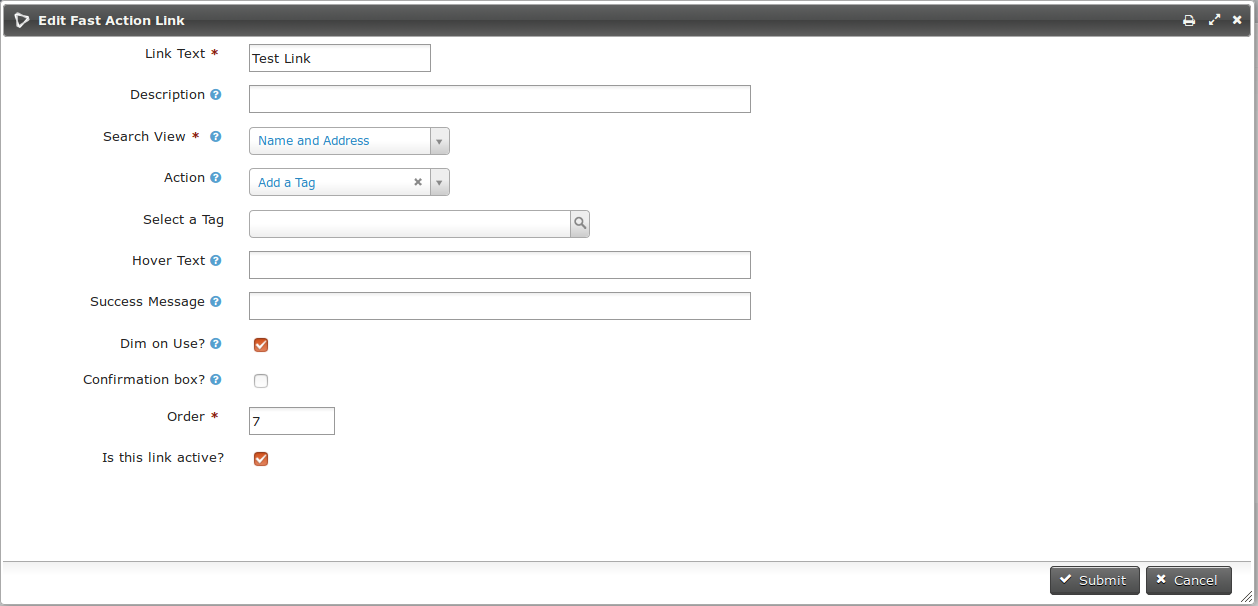 Edit Fast Action Link
Link Text * Test Link
Description
Search View * Name and Address
Action Add a Tag
Select a Tag
Hover Text
Success Message
Dim on Use?
Confirmation box?
Order * 7
Is this link active?
Submit Cancel